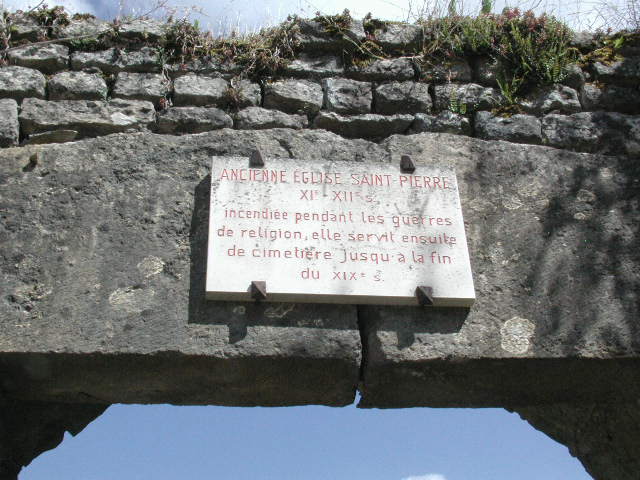 ANCIENNE ÉGLISE SAINT-PIERRE
XIᵉ XIIᵉ s.
incendiée pendant les guerres
de religion, elle servit ensuite
de cimetière jusqu'à la fin
du XIXᵉ s.